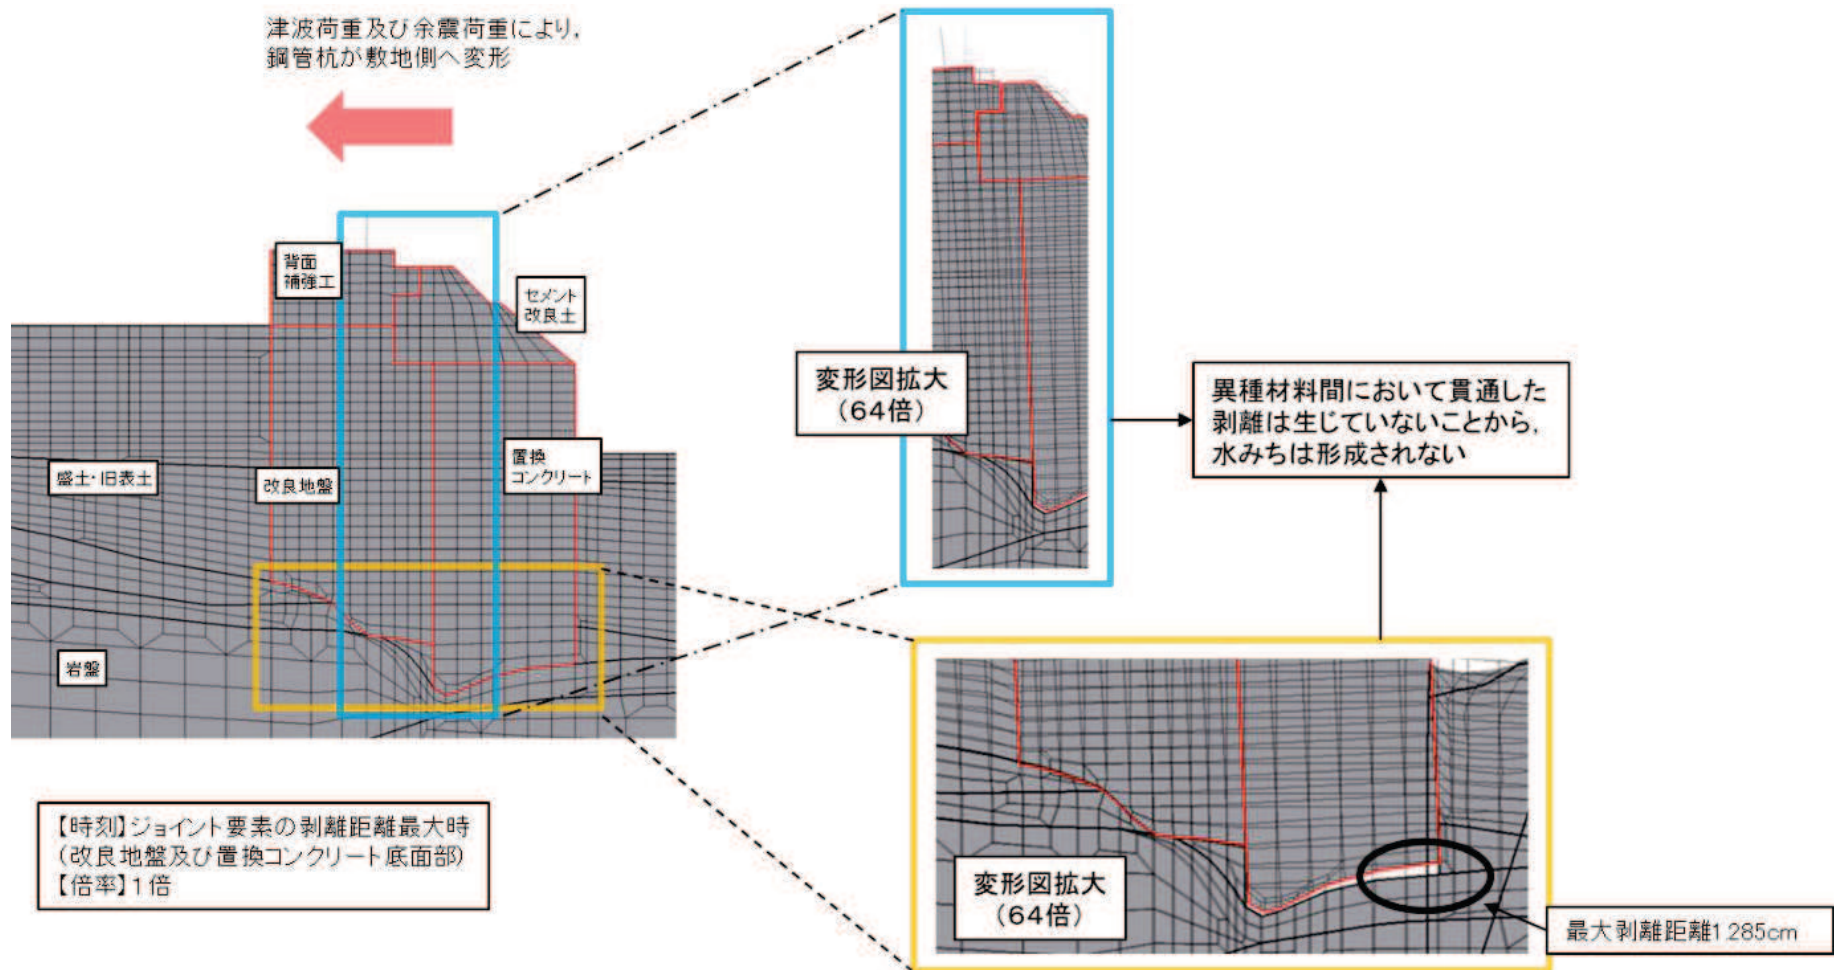 津波荷重及び余震荷重により，
鋼管杭が敷地側へ変形
背面
補強工
セメント
改良土
盛土・旧表土
改良地盤
置換
コンクリート
岩盤
変形図拡大
（64倍）
異種材料間において貫通した
剥離は生じていないことから，
水みちは形成されない
【時刻】ジョイント要素の剥離距離最大時
（改良地盤及び置換コンクリート底面部）
【倍率】1倍
変形図拡大
（64倍）
最大剥離距離1.285cm